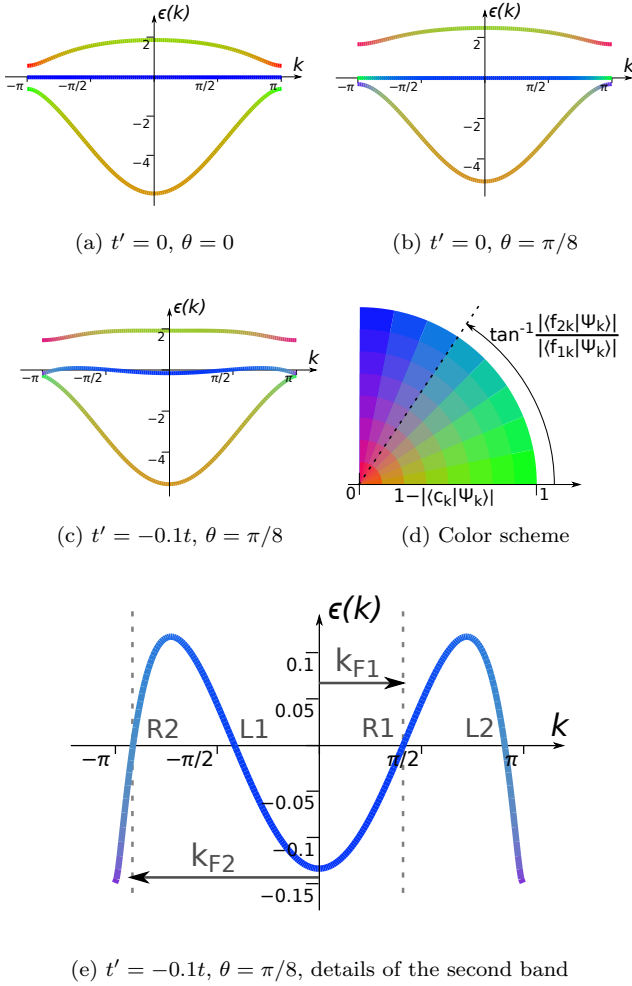 ϵ(k)
2
k
−π
−π/2
π/2
π
−2
−4
(a) t′ = 0, θ = 0
ϵ(k)
2
k
−π
−π/2
π/2
π
−2
−4
(b) t′ = 0, θ = π/8
ϵ(k)
2
k
−π
−π/2
π/2
π
−2
−4
(c) t′ = −0.1t, θ = π/8
tan⁻¹ |⟨f₂ₖ|Ψₖ⟩| / |⟨f₁ₖ|Ψₖ⟩|
0
1−|⟨cₖ|Ψₖ⟩|
1
(d) Color scheme
ϵ(k)
0.1
k_F1
0.05
R2
L1
R1
L2
k
−π
−π/2
π/2
π
−0.05
−0.1
k_F2
−0.15
(e) t′ = −0.1t, θ = π/8, details of the second band